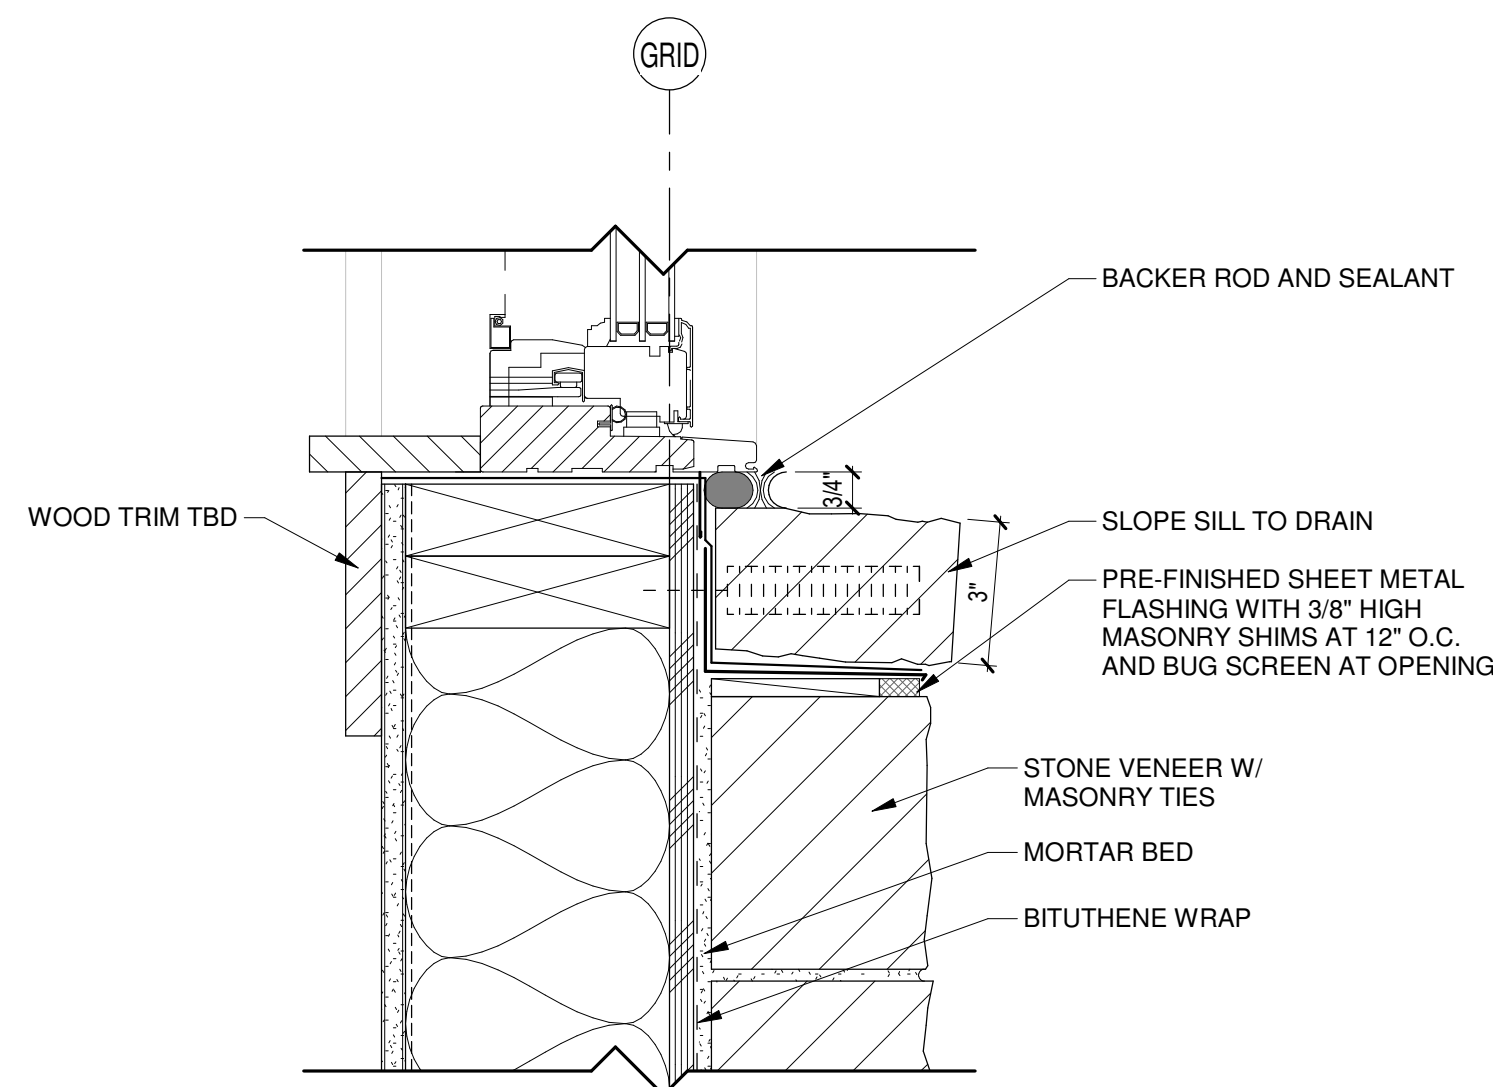 GRID
BACKER ROD AND SEALANT
3/4"
WOOD TRIM TBD
SLOPE SILL TO DRAIN
3"
PRE-FINISHED SHEET METAL
FLASHING WITH 3/8" HIGH
MASONRY SHIMS AT 12" O.C.
AND BUG SCREEN AT OPENING
STONE VENEER W/
MASONRY TIES
MORTAR BED
BITUTHENE WRAP